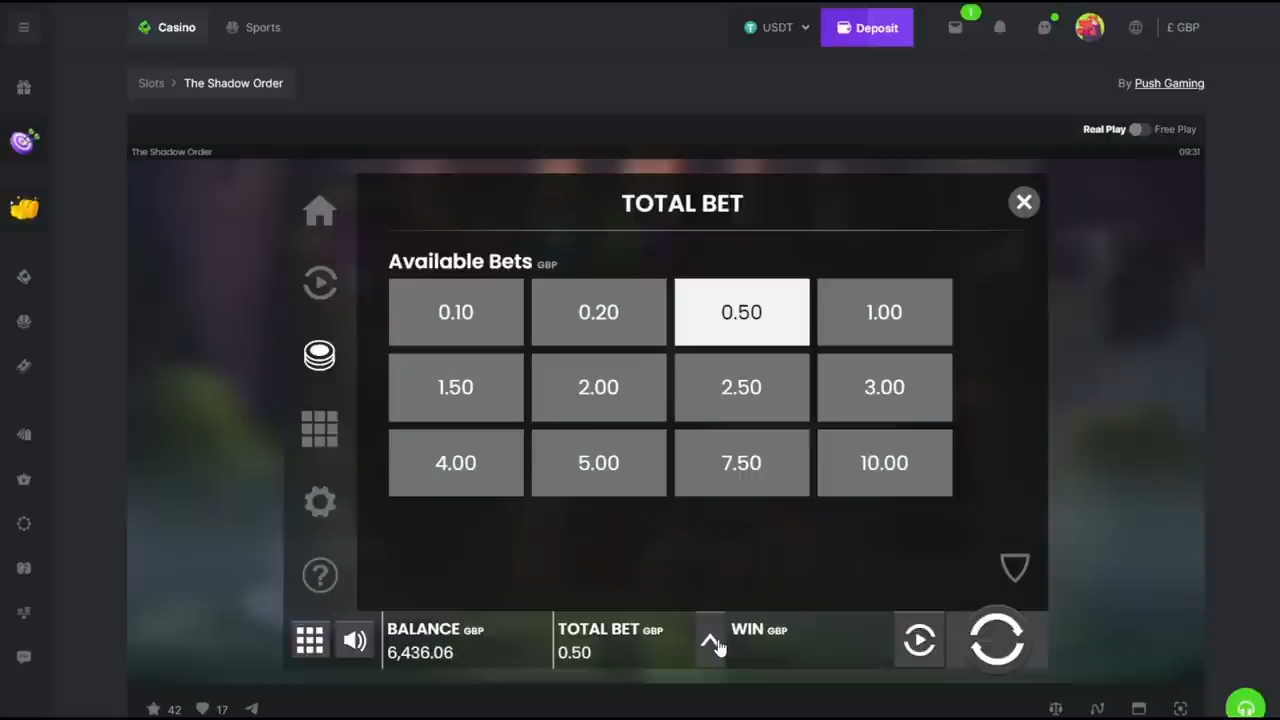 Casino
Sports
USDT
Deposit
1
£ GBP
Slots > The Shadow Order
By Push Gaming
Real Play
Free Play
The Shadow Order
09:31
TOTAL BET
Available Bets GBP
0.10
0.20
0.50
1.00
1.50
2.00
2.50
3.00
4.00
5.00
7.50
10.00
BALANCE GBP
6,436.06
TOTAL BET GBP
0.50
WIN GBP
42
17